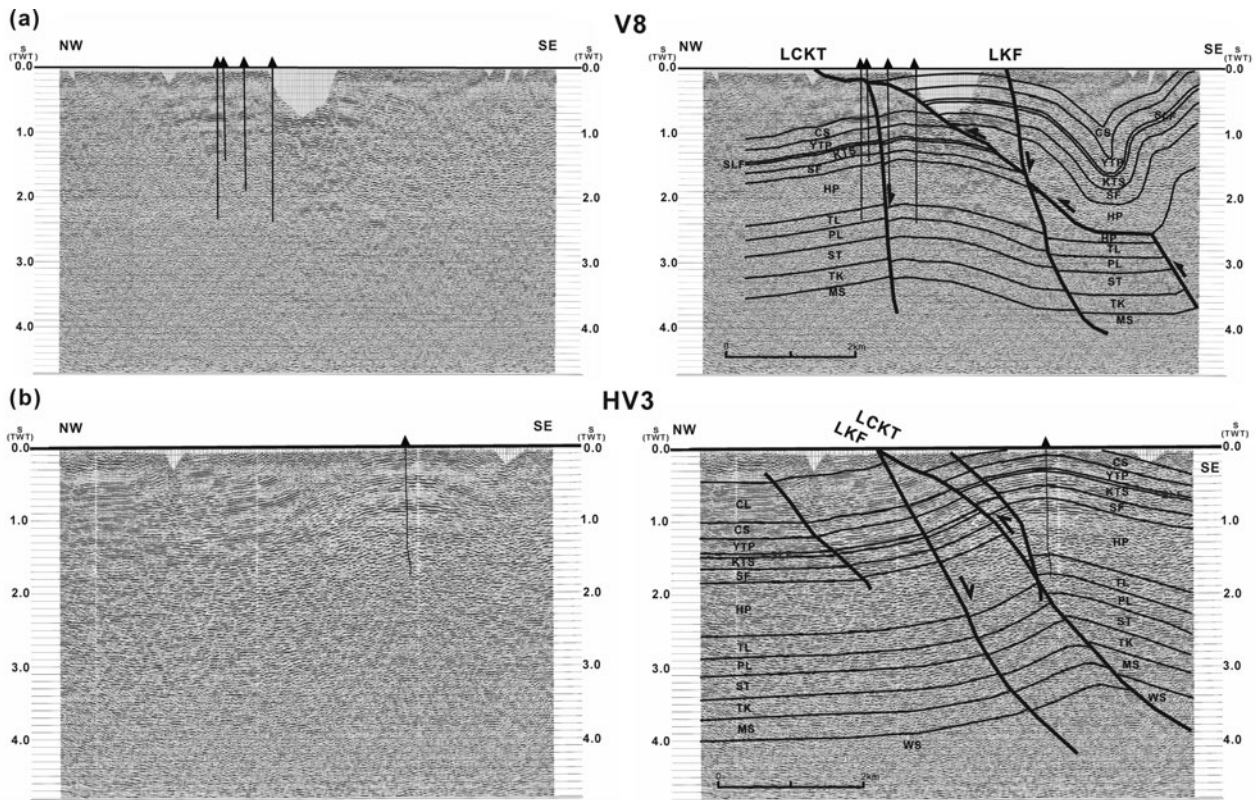 (a)
V8
NW
SE
S
(TWT)
S
(TWT)
0.0
1.0
2.0
3.0
4.0
0.0
1.0
2.0
3.0
4.0
NW
SE
S
(TWT)
S
(TWT)
LCKT
LKF
0.0
1.0
2.0
3.0
4.0
0.0
1.0
2.0
3.0
4.0
CS
YTP
KTS
SLF
SF
HP
TL
PL
ST
TK
MS
CS
SLF
YTP
KTS
SF
HP
HP
TL
PL
ST
TK
MS
0
2km
(b)
HV3
NW
SE
S
(TWT)
S
(TWT)
0.0
1.0
2.0
3.0
4.0
0.0
1.0
2.0
3.0
4.0
NW
SE
S
(TWT)
S
(TWT)
LCKT
LKF
0.0
1.0
2.0
3.0
4.0
0.0
1.0
2.0
3.0
4.0
CL
CS
YTP
SLF
KTS
SF
HP
TL
PL
ST
TK
MS
WS
CS
YTP
KTS
SLF
SF
HP
TL
PL
ST
TK
MS
WS
0
2km